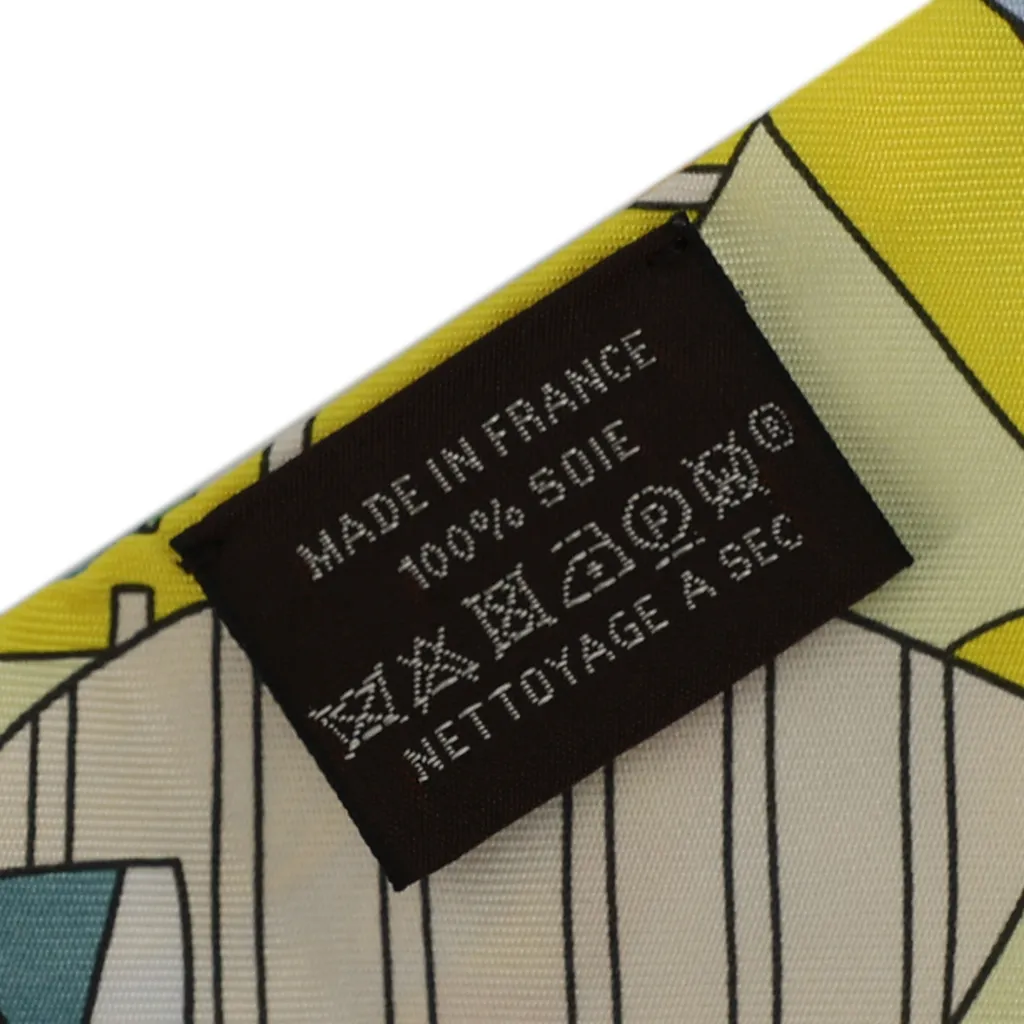 MADE IN FRANCE
100% SOIE
P W ®
NETTOYAGE A SEC